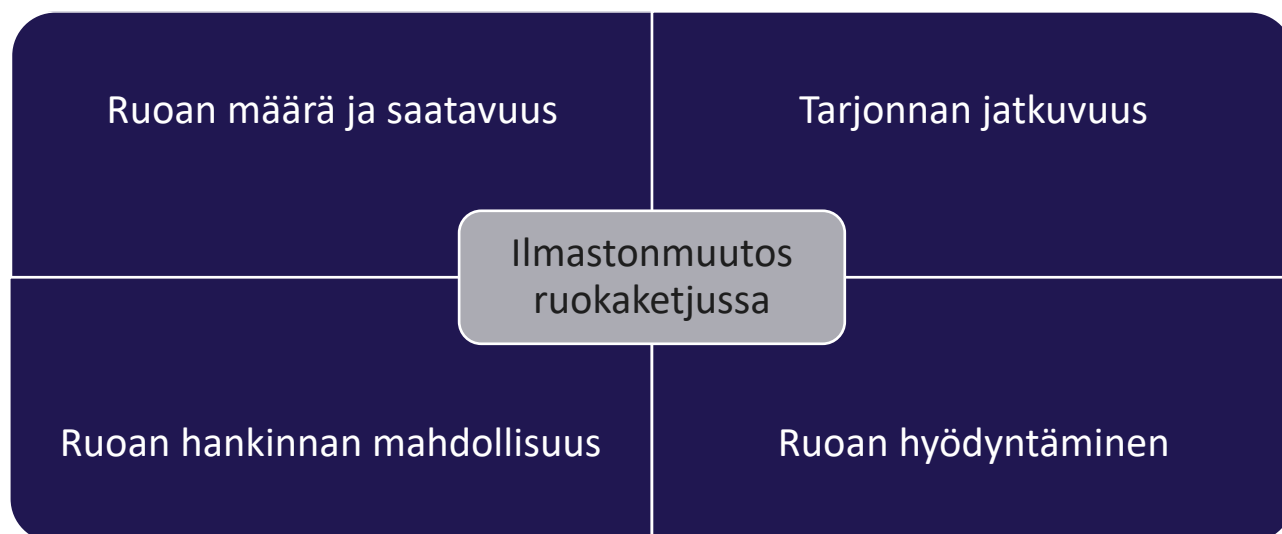 Ruoan määrä ja saatavuus
Tarjonnan jatkuvuus
Ilmastonmuutos
ruokaketjussa
Ruoan hankinnan mahdollisuus
Ruoan hyödyntäminen